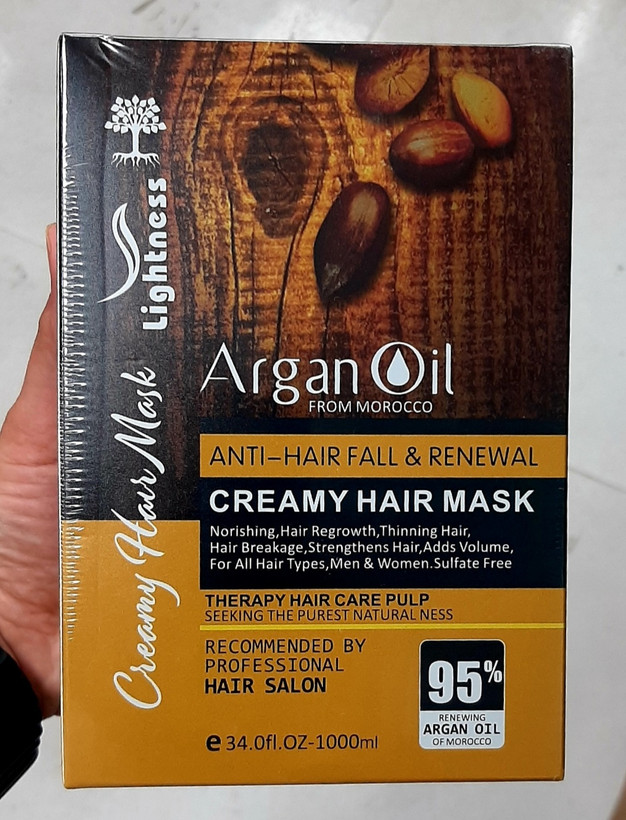 Lightness
Creamy Hair Mask
Argan Oil
FROM MOROCCO
ANTI-HAIR FALL & RENEWAL
CREAMY HAIR MASK
Norishing,Hair Regrowth,Thinning Hair,
Hair Breakage,Strengthens Hair,Adds Volume,
For All Hair Types,Men & Women.Sulfate Free
THERAPY HAIR CARE PULP
SEEKING THE PUREST NATURAL NESS
RECOMMENDED BY
PROFESSIONAL
HAIR SALON
95%
RENEWING
ARGAN OIL
OF MOROCCO
e 34.0fl.OZ-1000ml